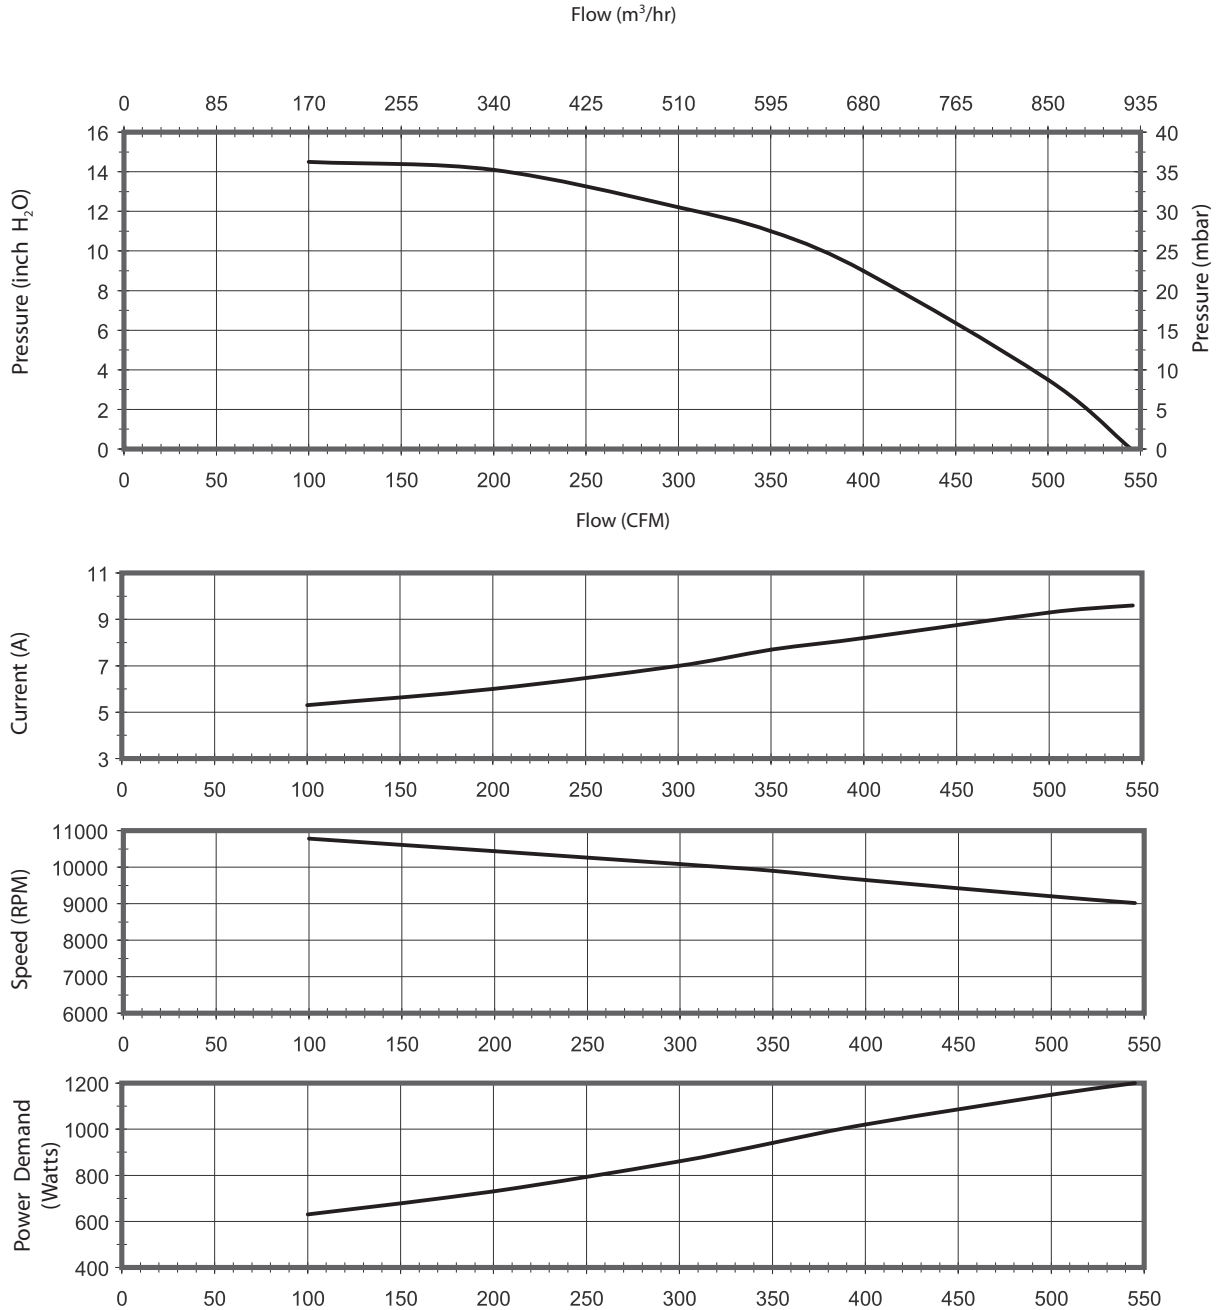 Flow (m³/hr)
0 85 170 255 340 425 510 595 680 765 850 935
16 40
14 35
12 30
10 25
8 20
6 15
4 10
2 5
0 0
Pressure (inch H₂O)
Pressure (mbar)
0 50 100 150 200 250 300 350 400 450 500 550
Flow (CFM)
11
9
7
5
3
Current (A)
0 50 100 150 200 250 300 350 400 450 500 550
11000
10000
9000
8000
7000
6000
Speed (RPM)
0 50 100 150 200 250 300 350 400 450 500 550
1200
1000
800
600
400
Power Demand
(Watts)
0 50 100 150 200 250 300 350 400 450 500 550